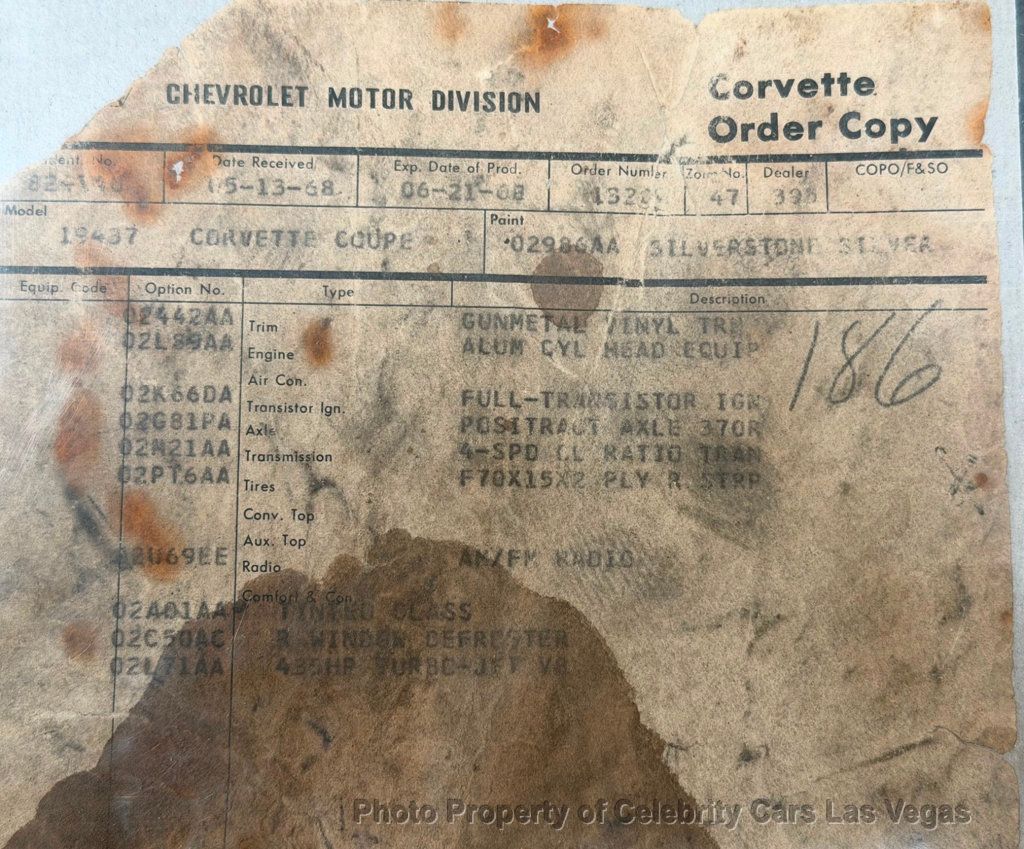 CHEVROLET MOTOR DIVISION
Corvette
Order Copy
Date Received Exp. Date of Prod. Order Number Zone No. Dealer COPO/F&SO
05-13-68 06-21-68 47
Model Paint
19437 CORVETTE COUPE 02986AA SILVERSTONE SILVER
Equip. Code Option No. Type Description
02442AA Trim GUNMETAL VINYL TRM
02L89AA Engine ALUM CYL HEAD EQUIP
Air Con.
02K66DA Transistor Ign. FULL-TRANSISTOR IGN
02G81PA Axle POSITRACT AXLE 370R
02M21AA Transmission 4-SPD CL RATIO TRAN
02PT6AA Tires F70X15X2 PLY R STRP
Conv. Top
Aux. Top
02U69EE Radio AM/FM RADIO
Comfort & Con.
02A01AA TINTED GLASS
02C50AC R WINDOW DEFROSTER
02L71AA 435HP TURBO-JET V8
186
Photo Property of Celebrity Cars Las Vegas